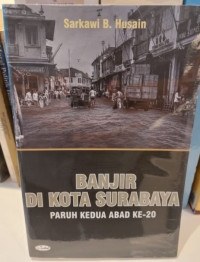 Sarkawi B. Husain
BANJIR
DI KOTA SURABAYA
PARUH KEDUA ABAD KE-20